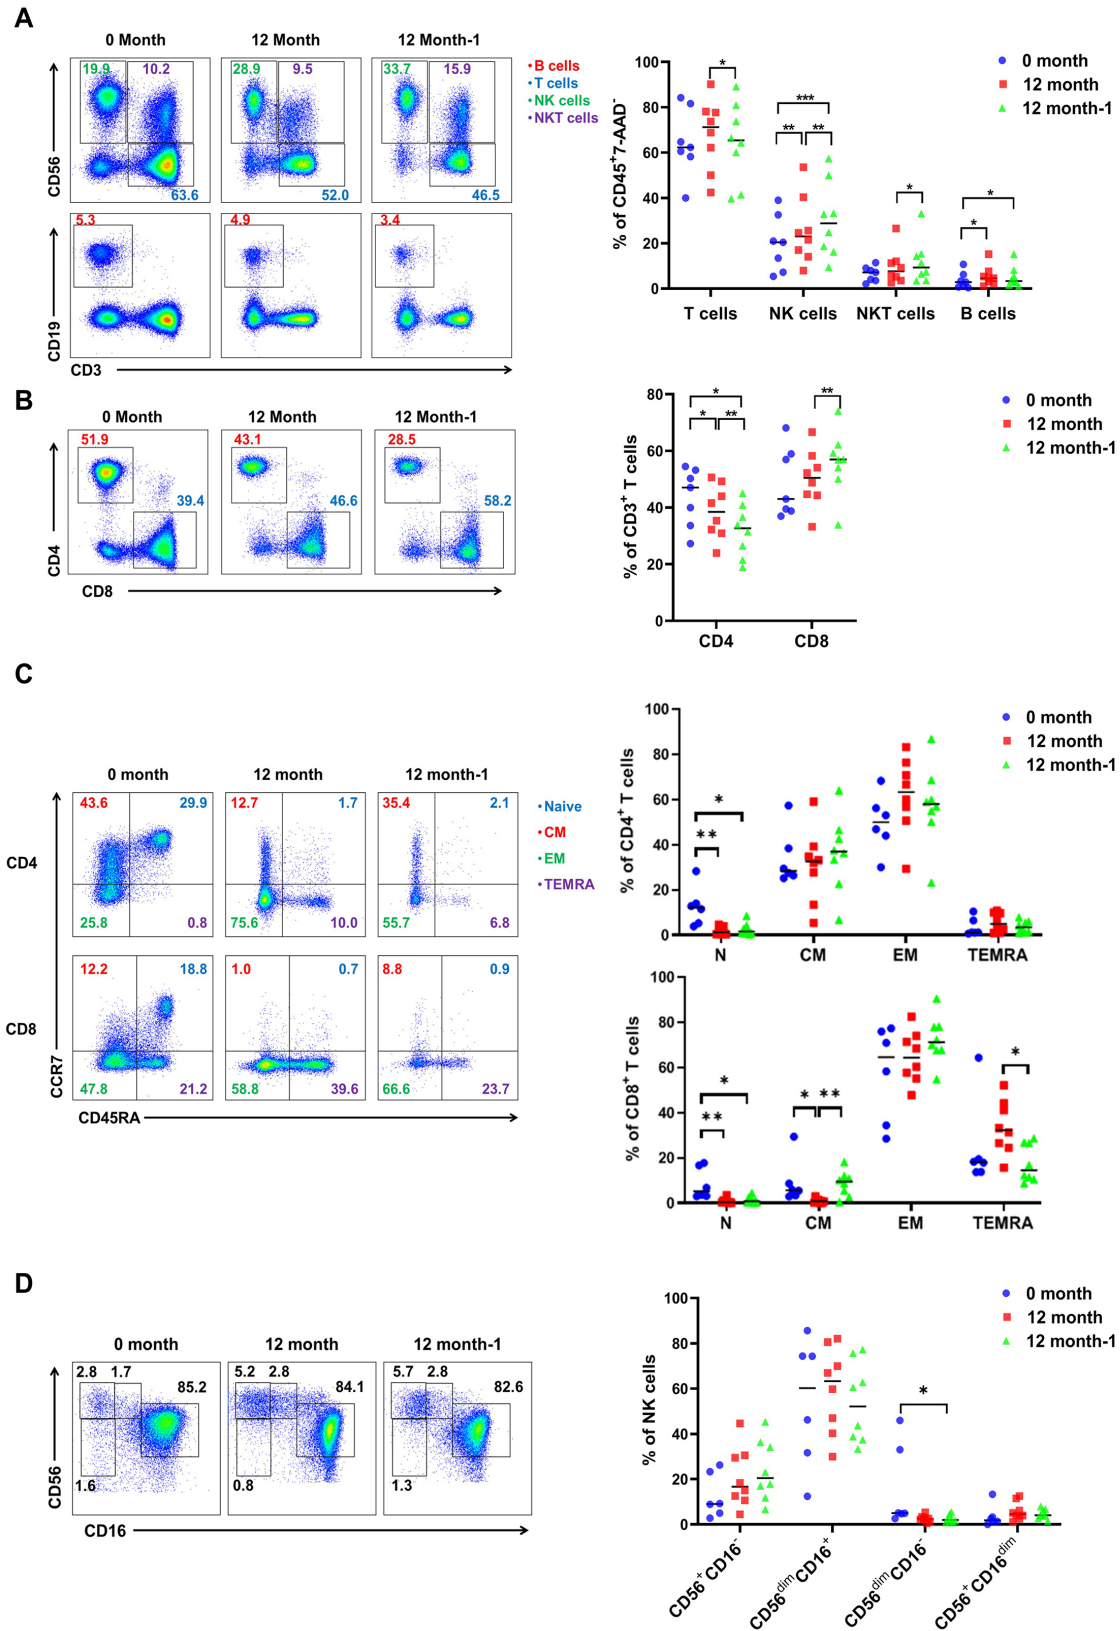 A
0 Month
12 Month
12 Month-1
19.9
10.2
63.6
28.9
9.5
52.0
33.7
15.9
46.5
•B cells
•T cells
•NK cells
•NKT cells
CD56
5.3
4.9
3.4
CD19
CD3
% of CD45+7-AAD-
100
80
60
40
20
0
*
***
**
**
*
*
*
T cells
NK cells
NKT cells
B cells
0 month
12 month
12 month-1
B
0 Month
12 Month
12 Month-1
51.9
39.4
43.1
46.6
28.5
58.2
CD4
CD8
% of CD3+ T cells
80
60
40
20
0
*
*
**
**
CD4
CD8
0 month
12 month
12 month-1
C
0 month
12 month
12 month-1
CD4
43.6
29.9
25.8
0.8
12.7
1.7
75.6
10.0
35.4
2.1
55.7
6.8
•Naive
•CM
•EM
•TEMRA
CD8
12.2
18.8
47.8
21.2
1.0
0.7
58.8
39.6
8.8
0.9
66.6
23.7
CCR7
CD45RA
% of CD4+ T cells
100
80
60
40
20
0
*
**
N
CM
EM
TEMRA
0 month
12 month
12 month-1
% of CD8+ T cells
100
80
60
40
20
0
*
**
*
**
*
N
CM
EM
TEMRA
D
0 month
12 month
12 month-1
2.8
1.7
85.2
1.6
5.2
2.8
84.1
0.8
5.7
2.8
82.6
1.3
CD56
CD16
% of NK cells
100
80
60
40
20
0
*
CD56+CD16-
CD56dimCD16+
CD56dimCD16-
CD56+CD16dim
0 month
12 month
12 month-1